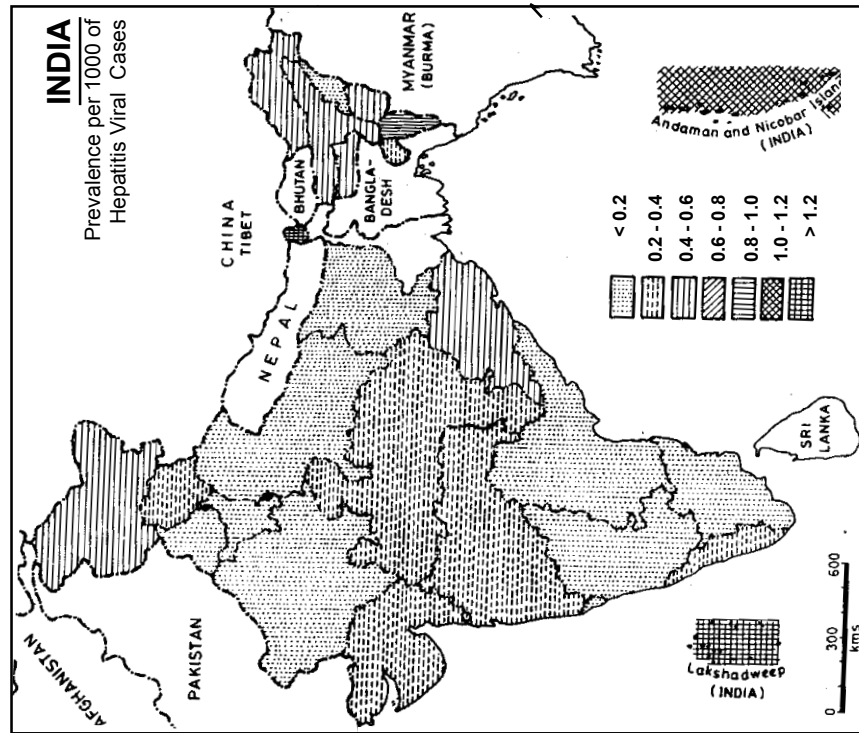 INDIA
Prevalence per 1000 of
Hepatitis Viral Cases
AFGHANISTAN
PAKISTAN
CHINA
TIBET
NEPAL
BHUTAN
BANGLA-
DESH
MYANMAR
(BURMA)
SRI
LANKA
Andaman and Nicobar Island
(INDIA)
Lakshadweep
(INDIA)
< 0.2
0.2 - 0.4
0.4 - 0.6
0.6 - 0.8
0.8 - 1.0
1.0 - 1.2
> 1.2
0 300 600
kms